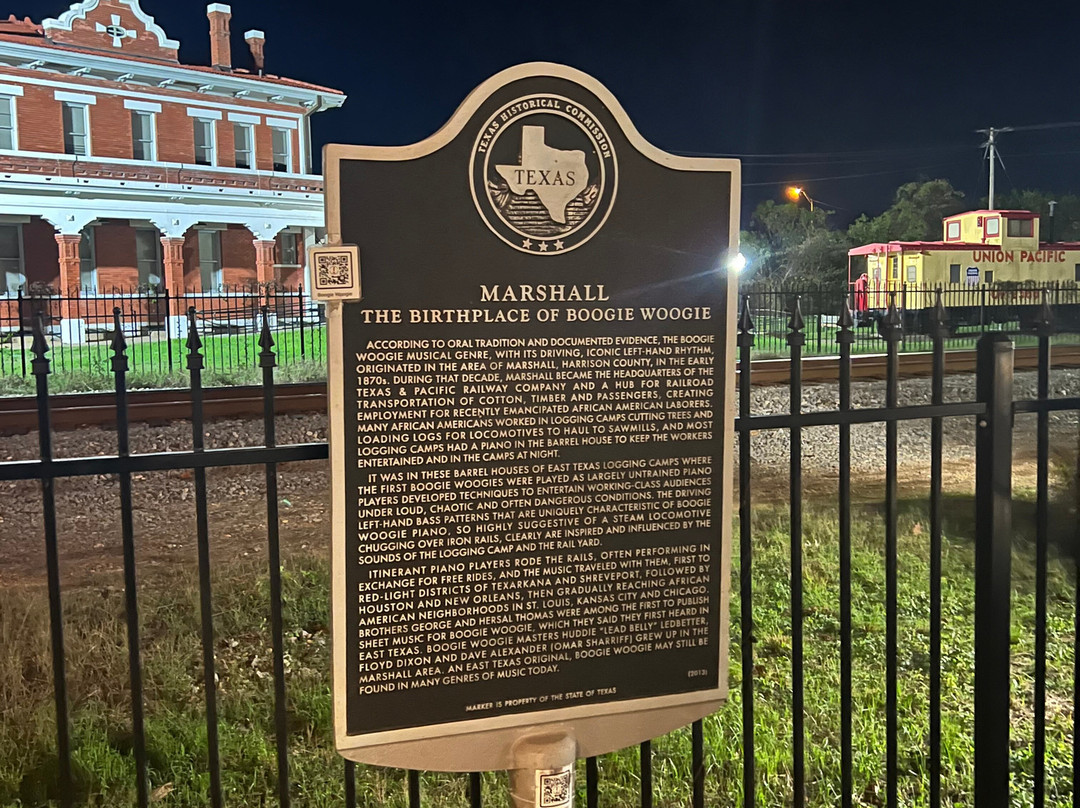 TEXAS HISTORICAL COMMISSION
TEXAS
MARSHALL
THE BIRTHPLACE OF BOOGIE WOOGIE
ACCORDING TO ORAL TRADITION AND DOCUMENTED EVIDENCE, THE BOOGIE
WOOGIE MUSICAL GENRE, WITH ITS DRIVING, ICONIC LEFT-HAND RHYTHM,
ORIGINATED IN THE AREA OF MARSHALL, HARRISON COUNTY, IN THE EARLY
1870s. DURING THAT DECADE, MARSHALL BECAME THE HEADQUARTERS OF THE
TEXAS & PACIFIC RAILWAY COMPANY AND A HUB FOR RAILROAD
TRANSPORTATION OF COTTON, TIMBER AND PASSENGERS, CREATING
EMPLOYMENT FOR RECENTLY EMANCIPATED AFRICAN AMERICAN LABORERS.
MANY AFRICAN AMERICANS WORKED IN LOGGING CAMPS CUTTING TREES AND
LOADING LOGS FOR LOCOMOTIVES TO HAUL TO SAWMILLS, AND MOST
LOGGING CAMPS HAD A PIANO IN THE BARREL HOUSE TO KEEP THE WORKERS
ENTERTAINED AND IN THE CAMPS AT NIGHT.
IT WAS IN THESE BARREL HOUSES OF EAST TEXAS LOGGING CAMPS WHERE
THE FIRST BOOGIE WOOGIES WERE PLAYED AS LARGELY UNTRAINED PIANO
PLAYERS DEVELOPED TECHNIQUES TO ENTERTAIN WORKING-CLASS AUDIENCES
UNDER LOUD, CHAOTIC AND OFTEN DANGEROUS CONDITIONS. THE DRIVING
LEFT-HAND BASS PATTERNS THAT ARE UNIQUELY CHARACTERISTIC OF BOOGIE
WOOGIE PIANO, SO HIGHLY SUGGESTIVE OF A STEAM LOCOMOTIVE
CHUGGING OVER IRON RAILS, CLEARLY ARE INSPIRED AND INFLUENCED BY THE
SOUNDS OF THE LOGGING CAMP AND THE RAIL YARD.
ITINERANT PIANO PLAYERS RODE THE RAILS, OFTEN PERFORMING IN
EXCHANGE FOR FREE RIDES, AND THE MUSIC TRAVELED WITH THEM, FIRST TO
RED-LIGHT DISTRICTS OF TEXARKANA AND SHREVEPORT, FOLLOWED BY
HOUSTON AND NEW ORLEANS, THEN GRADUALLY REACHING AFRICAN
AMERICAN NEIGHBORHOODS IN ST. LOUIS, KANSAS CITY AND CHICAGO.
BROTHERS GEORGE AND HERSAL THOMAS WERE AMONG THE FIRST TO PUBLISH
SHEET MUSIC FOR BOOGIE WOOGIE, WHICH THEY SAID THEY FIRST HEARD IN
EAST TEXAS. BOOGIE WOOGIE MASTERS HUDDIE "LEAD BELLY" LEDBETTER,
FLOYD DIXON AND DAVE ALEXANDER (OMAR SHARRIFF) GREW UP IN THE
MARSHALL AREA. AN EAST TEXAS ORIGINAL, BOOGIE WOOGIE MAY STILL BE
FOUND IN MANY GENRES OF MUSIC TODAY.
(2013)
MARKER IS PROPERTY OF THE STATE OF TEXAS
Boogie Woogie
UNION PACIFIC